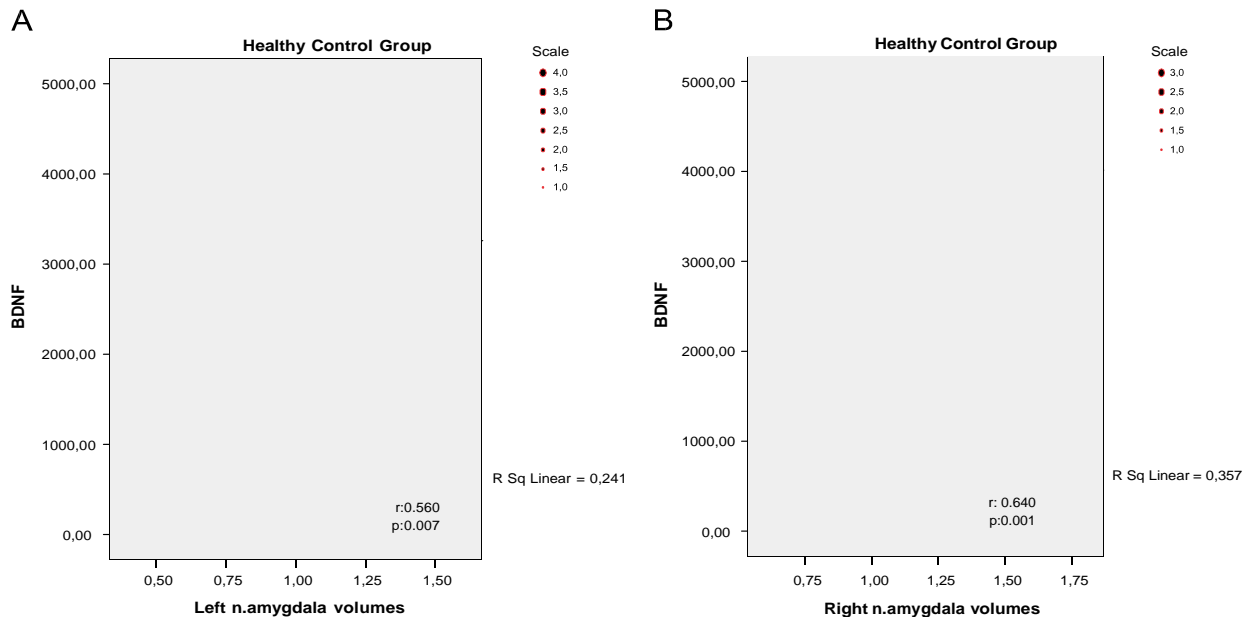 A
Healthy Control Group
Scale
4,0
3,5
3,0
2,5
2,0
1,5
1,0
5000,00
4000,00
3000,00
2000,00
1000,00
0,00
BDNF
R Sq Linear = 0,241
r:0.560
p:0.007
0,50 0,75 1,00 1,25 1,50
Left n.amygdala volumes
B
Healthy Control Group
Scale
3,0
2,5
2,0
1,5
1,0
5000,00
4000,00
3000,00
2000,00
1000,00
0,00
BDNF
R Sq Linear = 0,357
r: 0.640
p:0.001
0,75 1,00 1,25 1,50 1,75
Right n.amygdala volumes